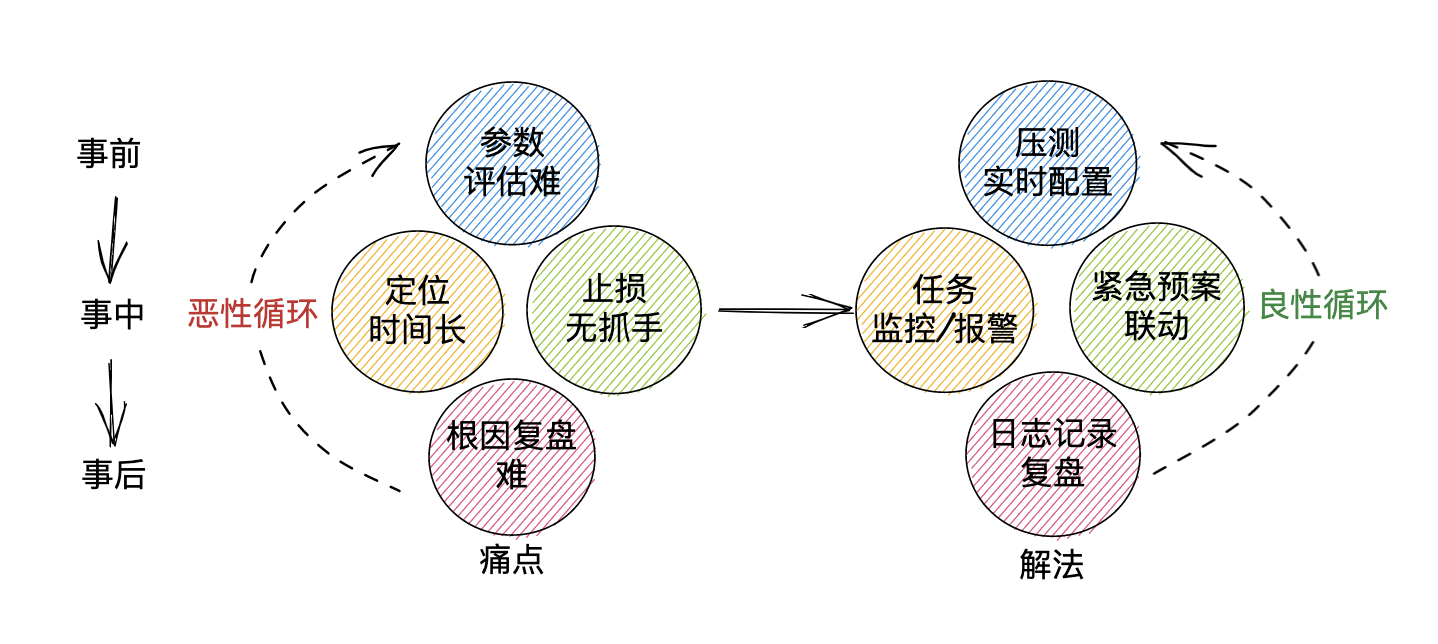 事前
事中
事后
恶性循环
参数
评估难
定位
时间长
止损
无抓手
根因复盘
难
痛点
压测
实时配置
任务
监控/报警
紧急预案
联动
日志记录
复盘
解法
良性循环